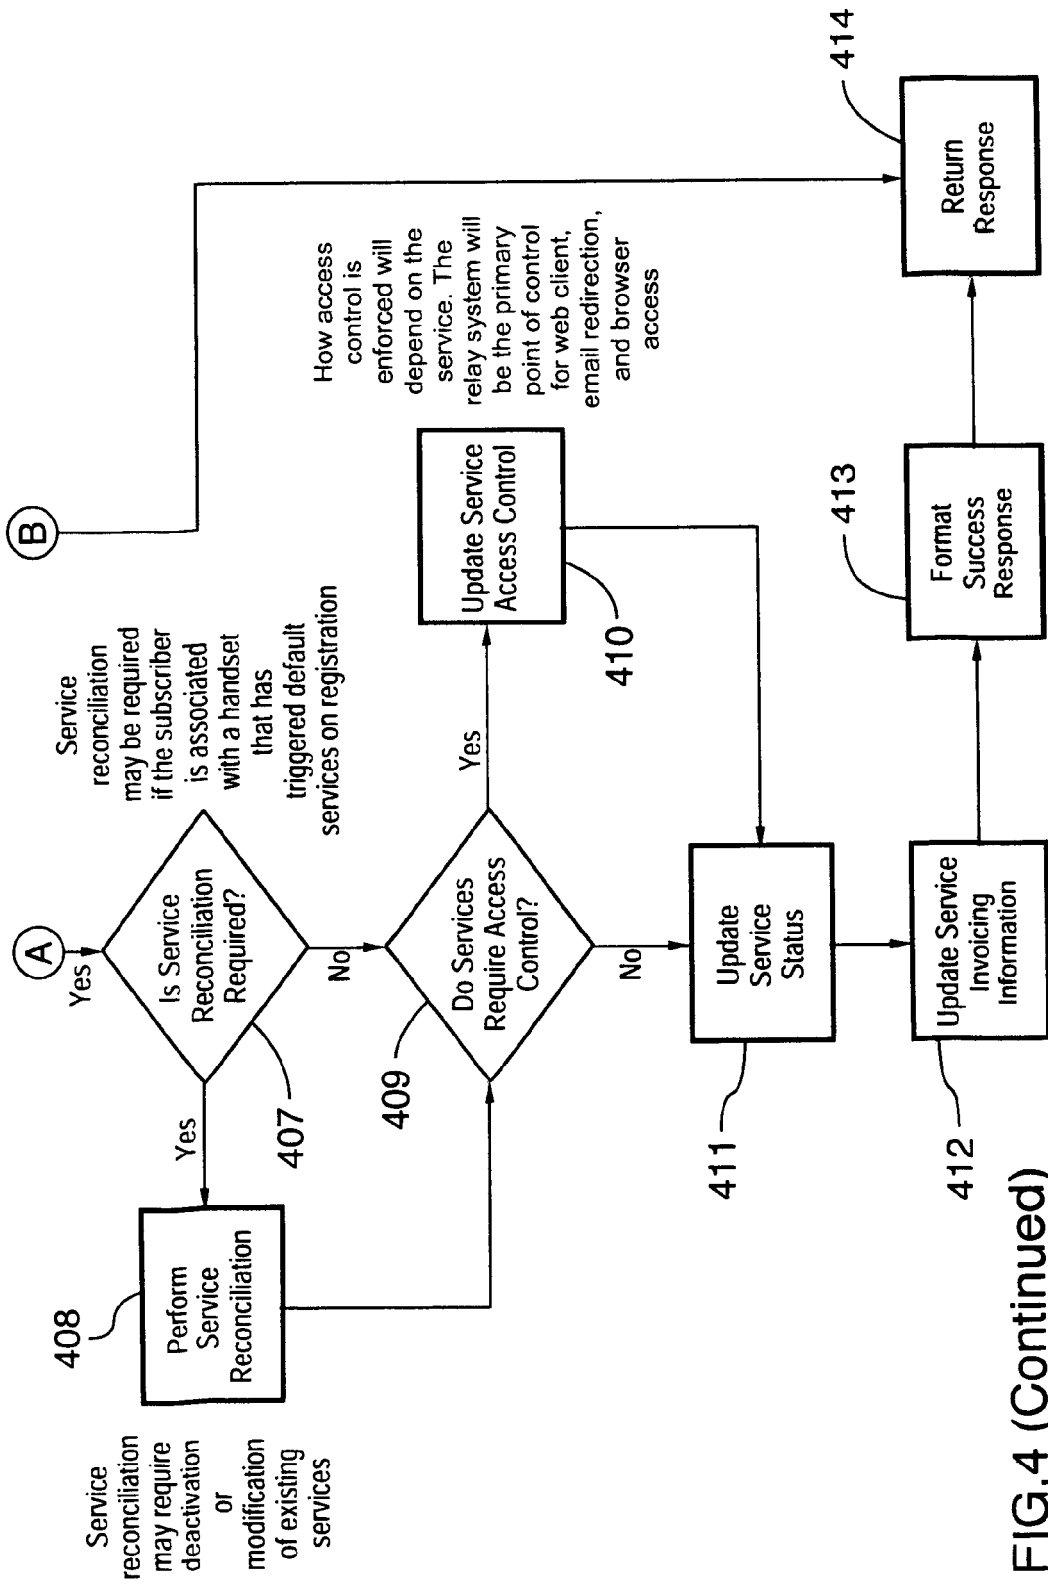 A
Yes
B
Service
reconciliation
may be required
if the subscriber
is associated
with a handset
that has
triggered default
services on registration
Is Service
Reconciliation
Required?
407
Yes
No
Service
reconciliation
may require
deactivation
or
modification
of existing
services
408
Perform
Service
Reconciliation
409
Do Services
Require Access
Control?
Yes
No
Update Service
Access Control
410
How access
control is
enforced will
depend on the
service. The
relay system will
be the primary
point of control
for web client,
email redirection,
and browser
access
411
Update
Service
Status
412
Update Service
Invoicing
Information
413
Format
Success
Response
414
Return
Response
FIG.4 (Continued)